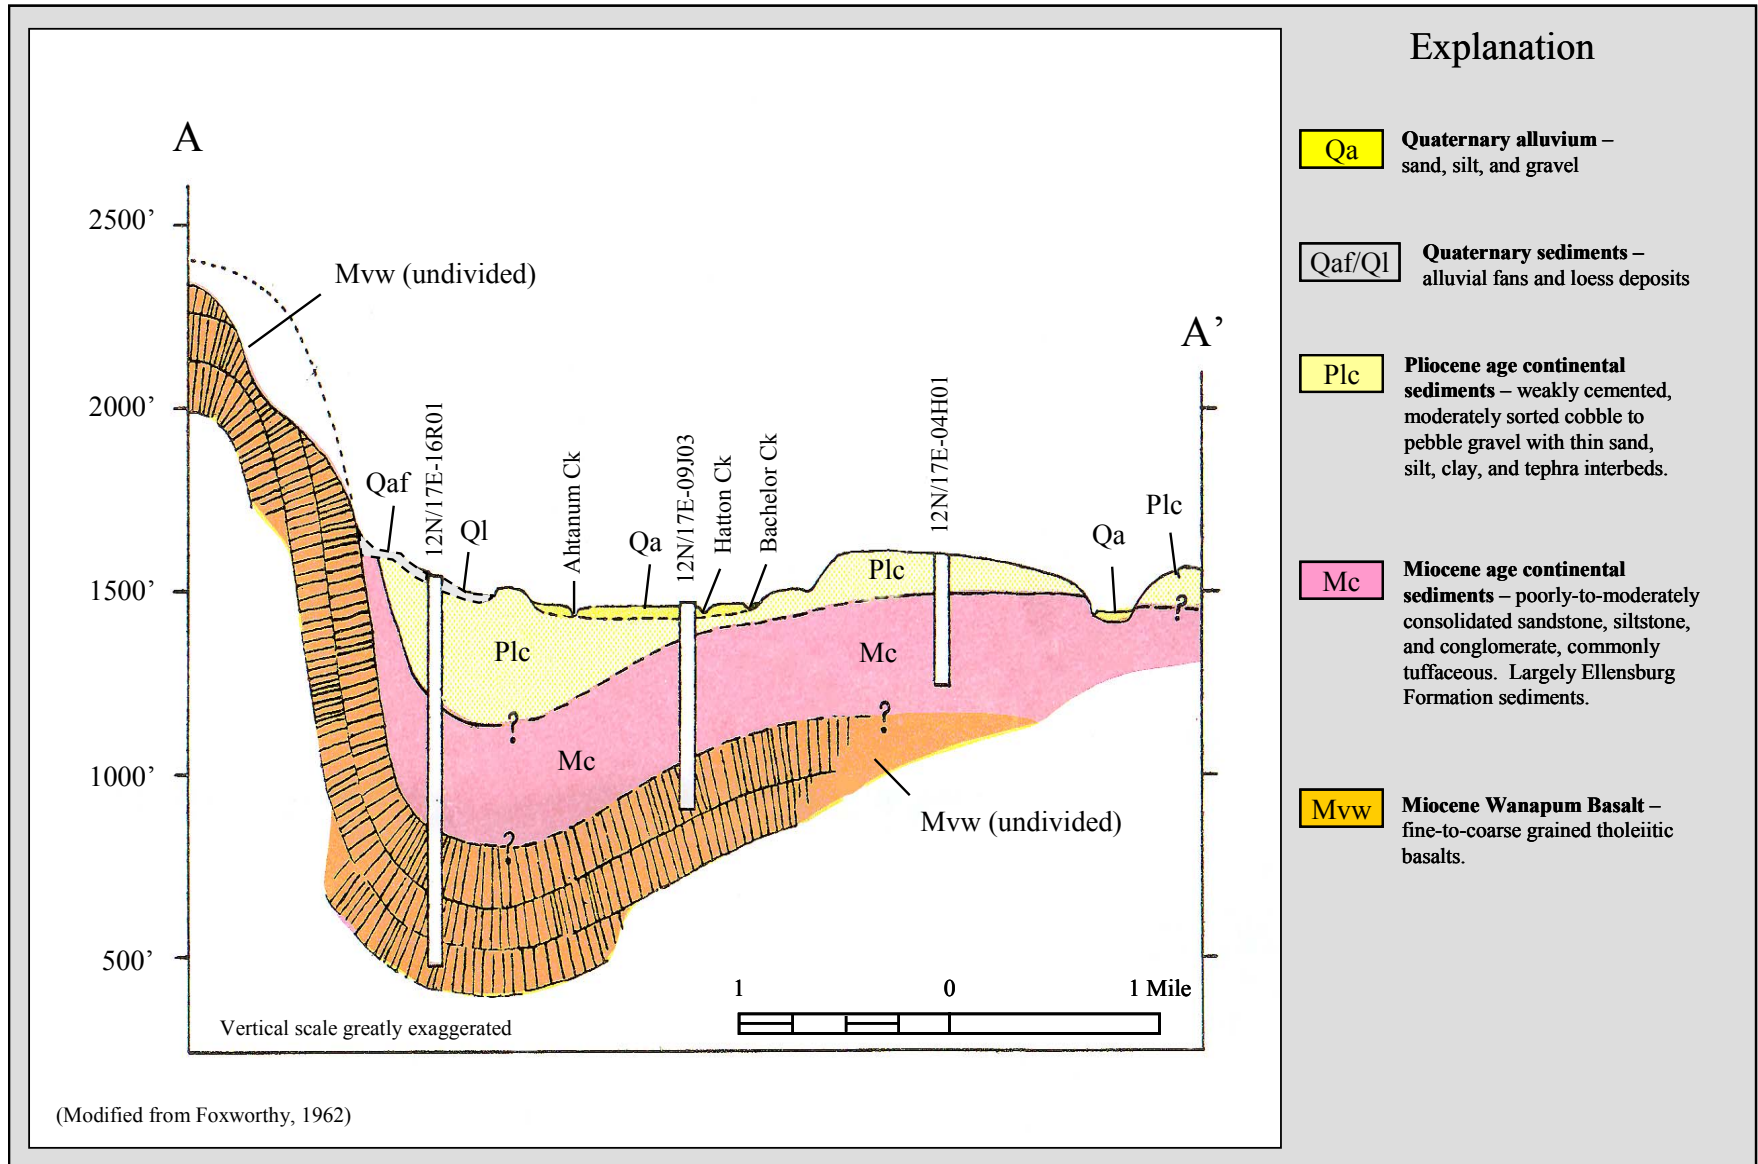 Explanation
A
2500’
Mvw (undivided)
A’
2000’
12N/17E-16R01
12N/17E-04H01
Qaf
Ql
Ahtanum Ck
Qa
12N/17E-09J03
Hatton Ck
Bachelor Ck
Plc
Qa
Plc
1500’
?
Plc
Mc
?
?
1000’
Mc
Mvw (undivided)
?
500’
1 0 1 Mile
Vertical scale greatly exaggerated
(Modified from Foxworthy, 1962)
Qa
Quaternary alluvium –
sand, silt, and gravel
Qaf/Ql
Quaternary sediments –
alluvial fans and loess deposits
Plc
Pliocene age continental
sediments – weakly cemented,
moderately sorted cobble to
pebble gravel with thin sand,
silt, clay, and tephra interbeds.
Mc
Miocene age continental
sediments – poorly-to-moderately
consolidated sandstone, siltstone,
and conglomerate, commonly
tuffaceous. Largely Ellensburg
Formation sediments.
Mvw
Miocene Wanapum Basalt –
fine-to-coarse grained tholeiitic
basalts.